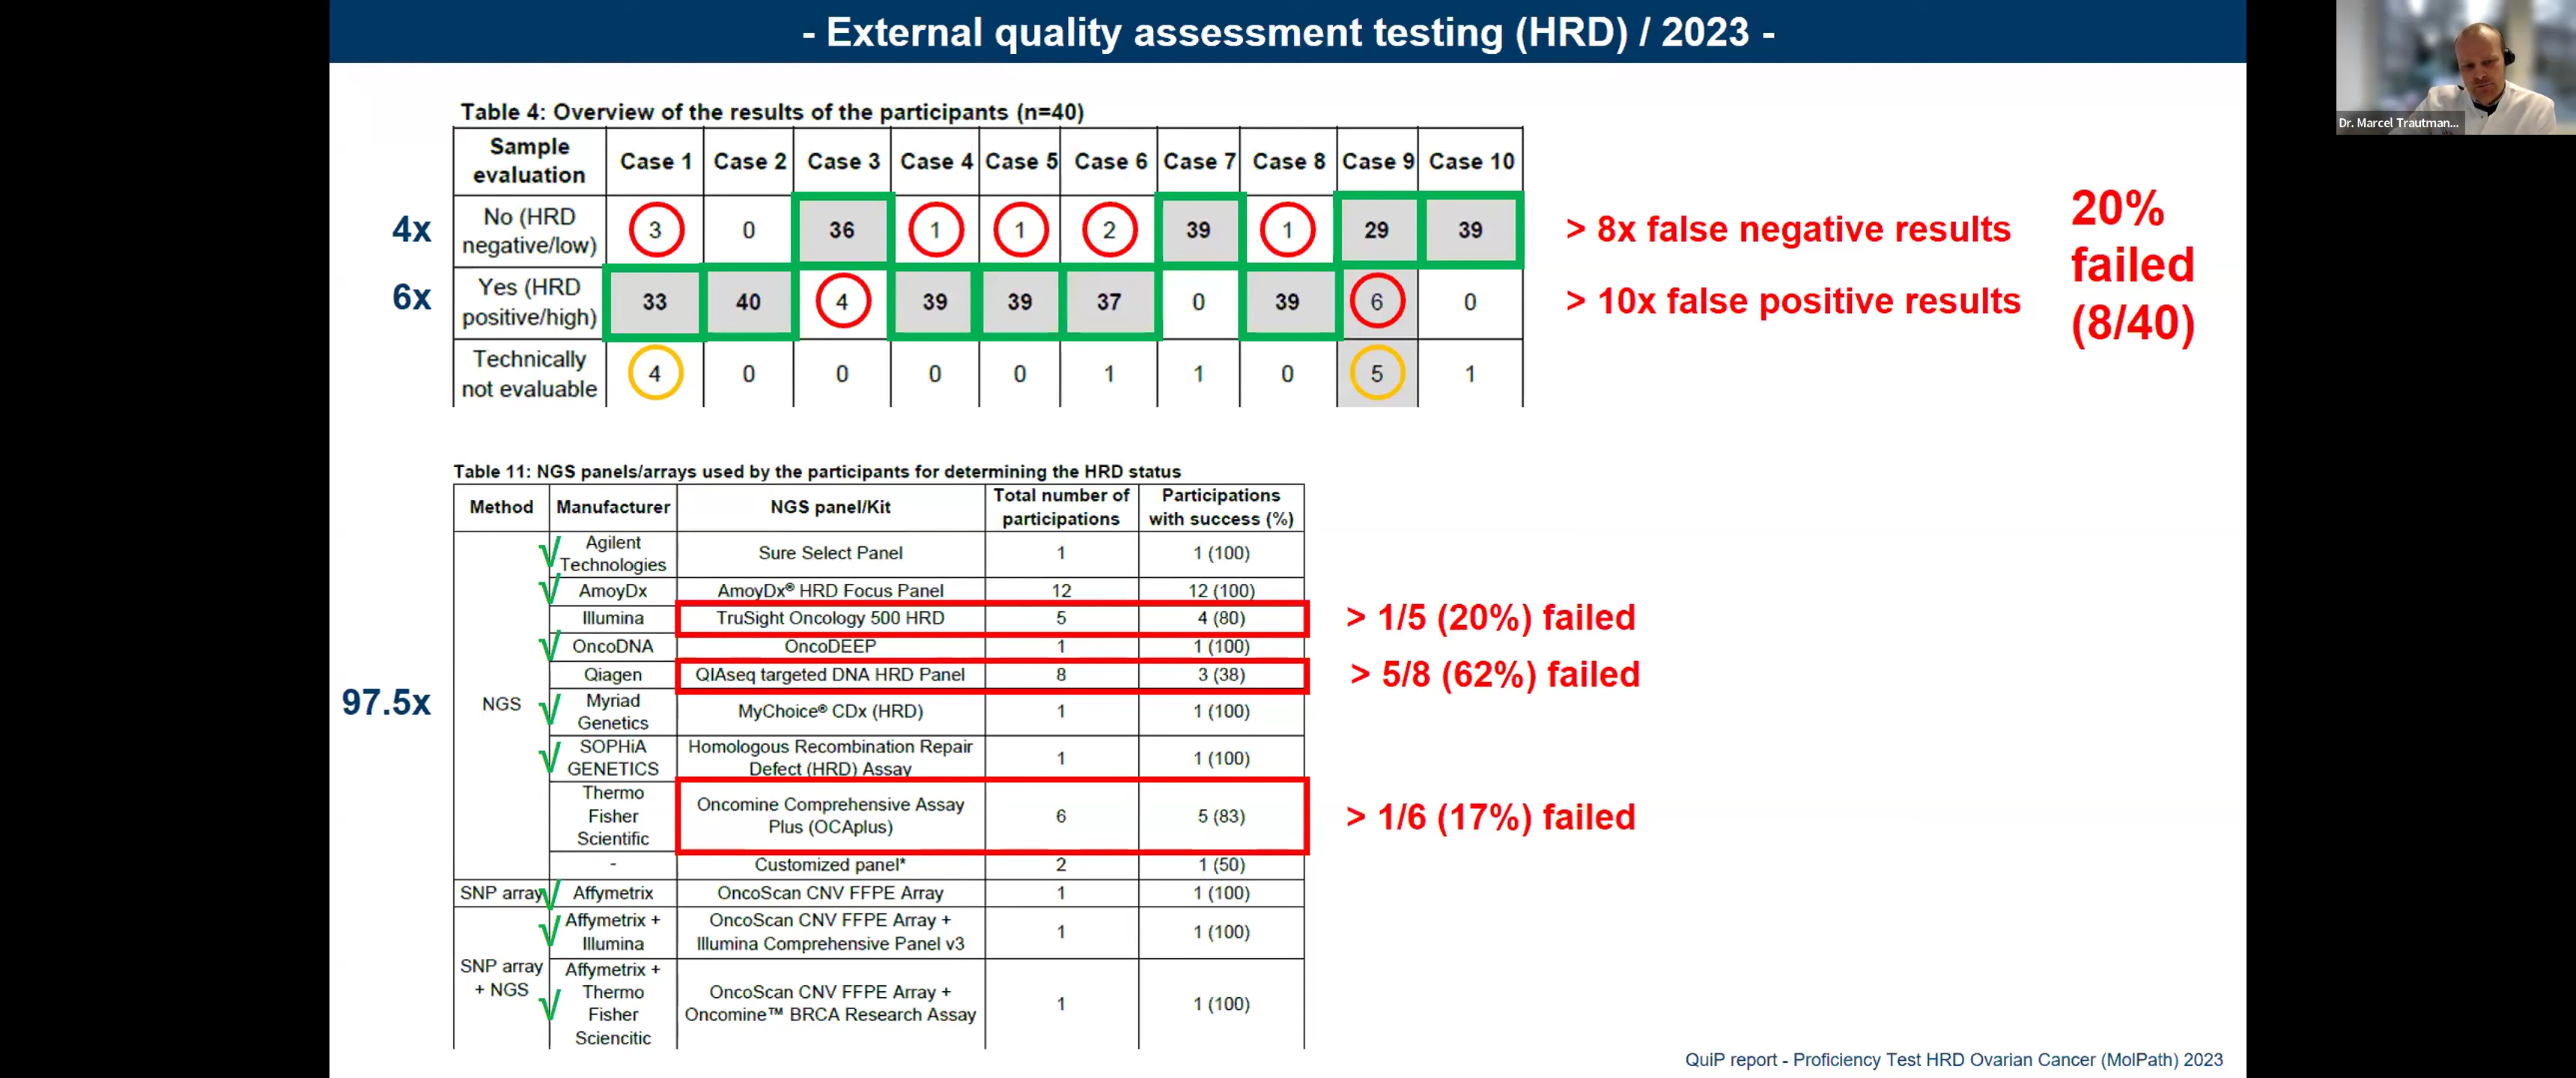 - External quality assessment testing (HRD) / 2023 -
Dr. Marcel Trautman...
Table 4: Overview of the results of the participants (n=40)
Sample evaluation Case 1 Case 2 Case 3 Case 4 Case 5 Case 6 Case 7 Case 8 Case 9 Case 10
4x No (HRD negative/low) 3 0 36 1 1 2 39 1 29 39 > 8x false negative results
6x Yes (HRD positive/high) 33 40 4 39 39 37 0 39 6 0 > 10x false positive results
Technically not evaluable 4 0 0 0 0 1 1 0 5 1
20%
failed
(8/40)
Table 11: NGS panels/arrays used by the participants for determining the HRD status
Method Manufacturer NGS panel/Kit Total number of participations Participations with success (%)
97.5x NGS
√ Agilent Technologies Sure Select Panel 1 1 (100)
√ AmoyDx AmoyDx® HRD Focus Panel 12 12 (100)
Illumina TruSight Oncology 500 HRD 5 4 (80) > 1/5 (20%) failed
√ OncoDNA OncoDEEP 1 1 (100)
Qiagen QIAseq targeted DNA HRD Panel 8 3 (38) > 5/8 (62%) failed
√ Myriad Genetics MyChoice® CDx (HRD) 1 1 (100)
√ SOPHiA GENETICS Homologous Recombination Repair Defect (HRD) Assay 1 1 (100)
Thermo Fisher Scientific Oncomine Comprehensive Assay Plus (OCAplus) 6 5 (83) > 1/6 (17%) failed
- Customized panel* 2 1 (50)
SNP array √ Affymetrix OncoScan CNV FFPE Array 1 1 (100)
SNP array + NGS
√ Affymetrix + Illumina OncoScan CNV FFPE Array + Illumina Comprehensive Panel v3 1 1 (100)
√ Affymetrix + Thermo Fisher Sciencitic OncoScan CNV FFPE Array + Oncomine™ BRCA Research Assay 1 1 (100)
QuiP report - Proficiency Test HRD Ovarian Cancer (MolPath) 2023